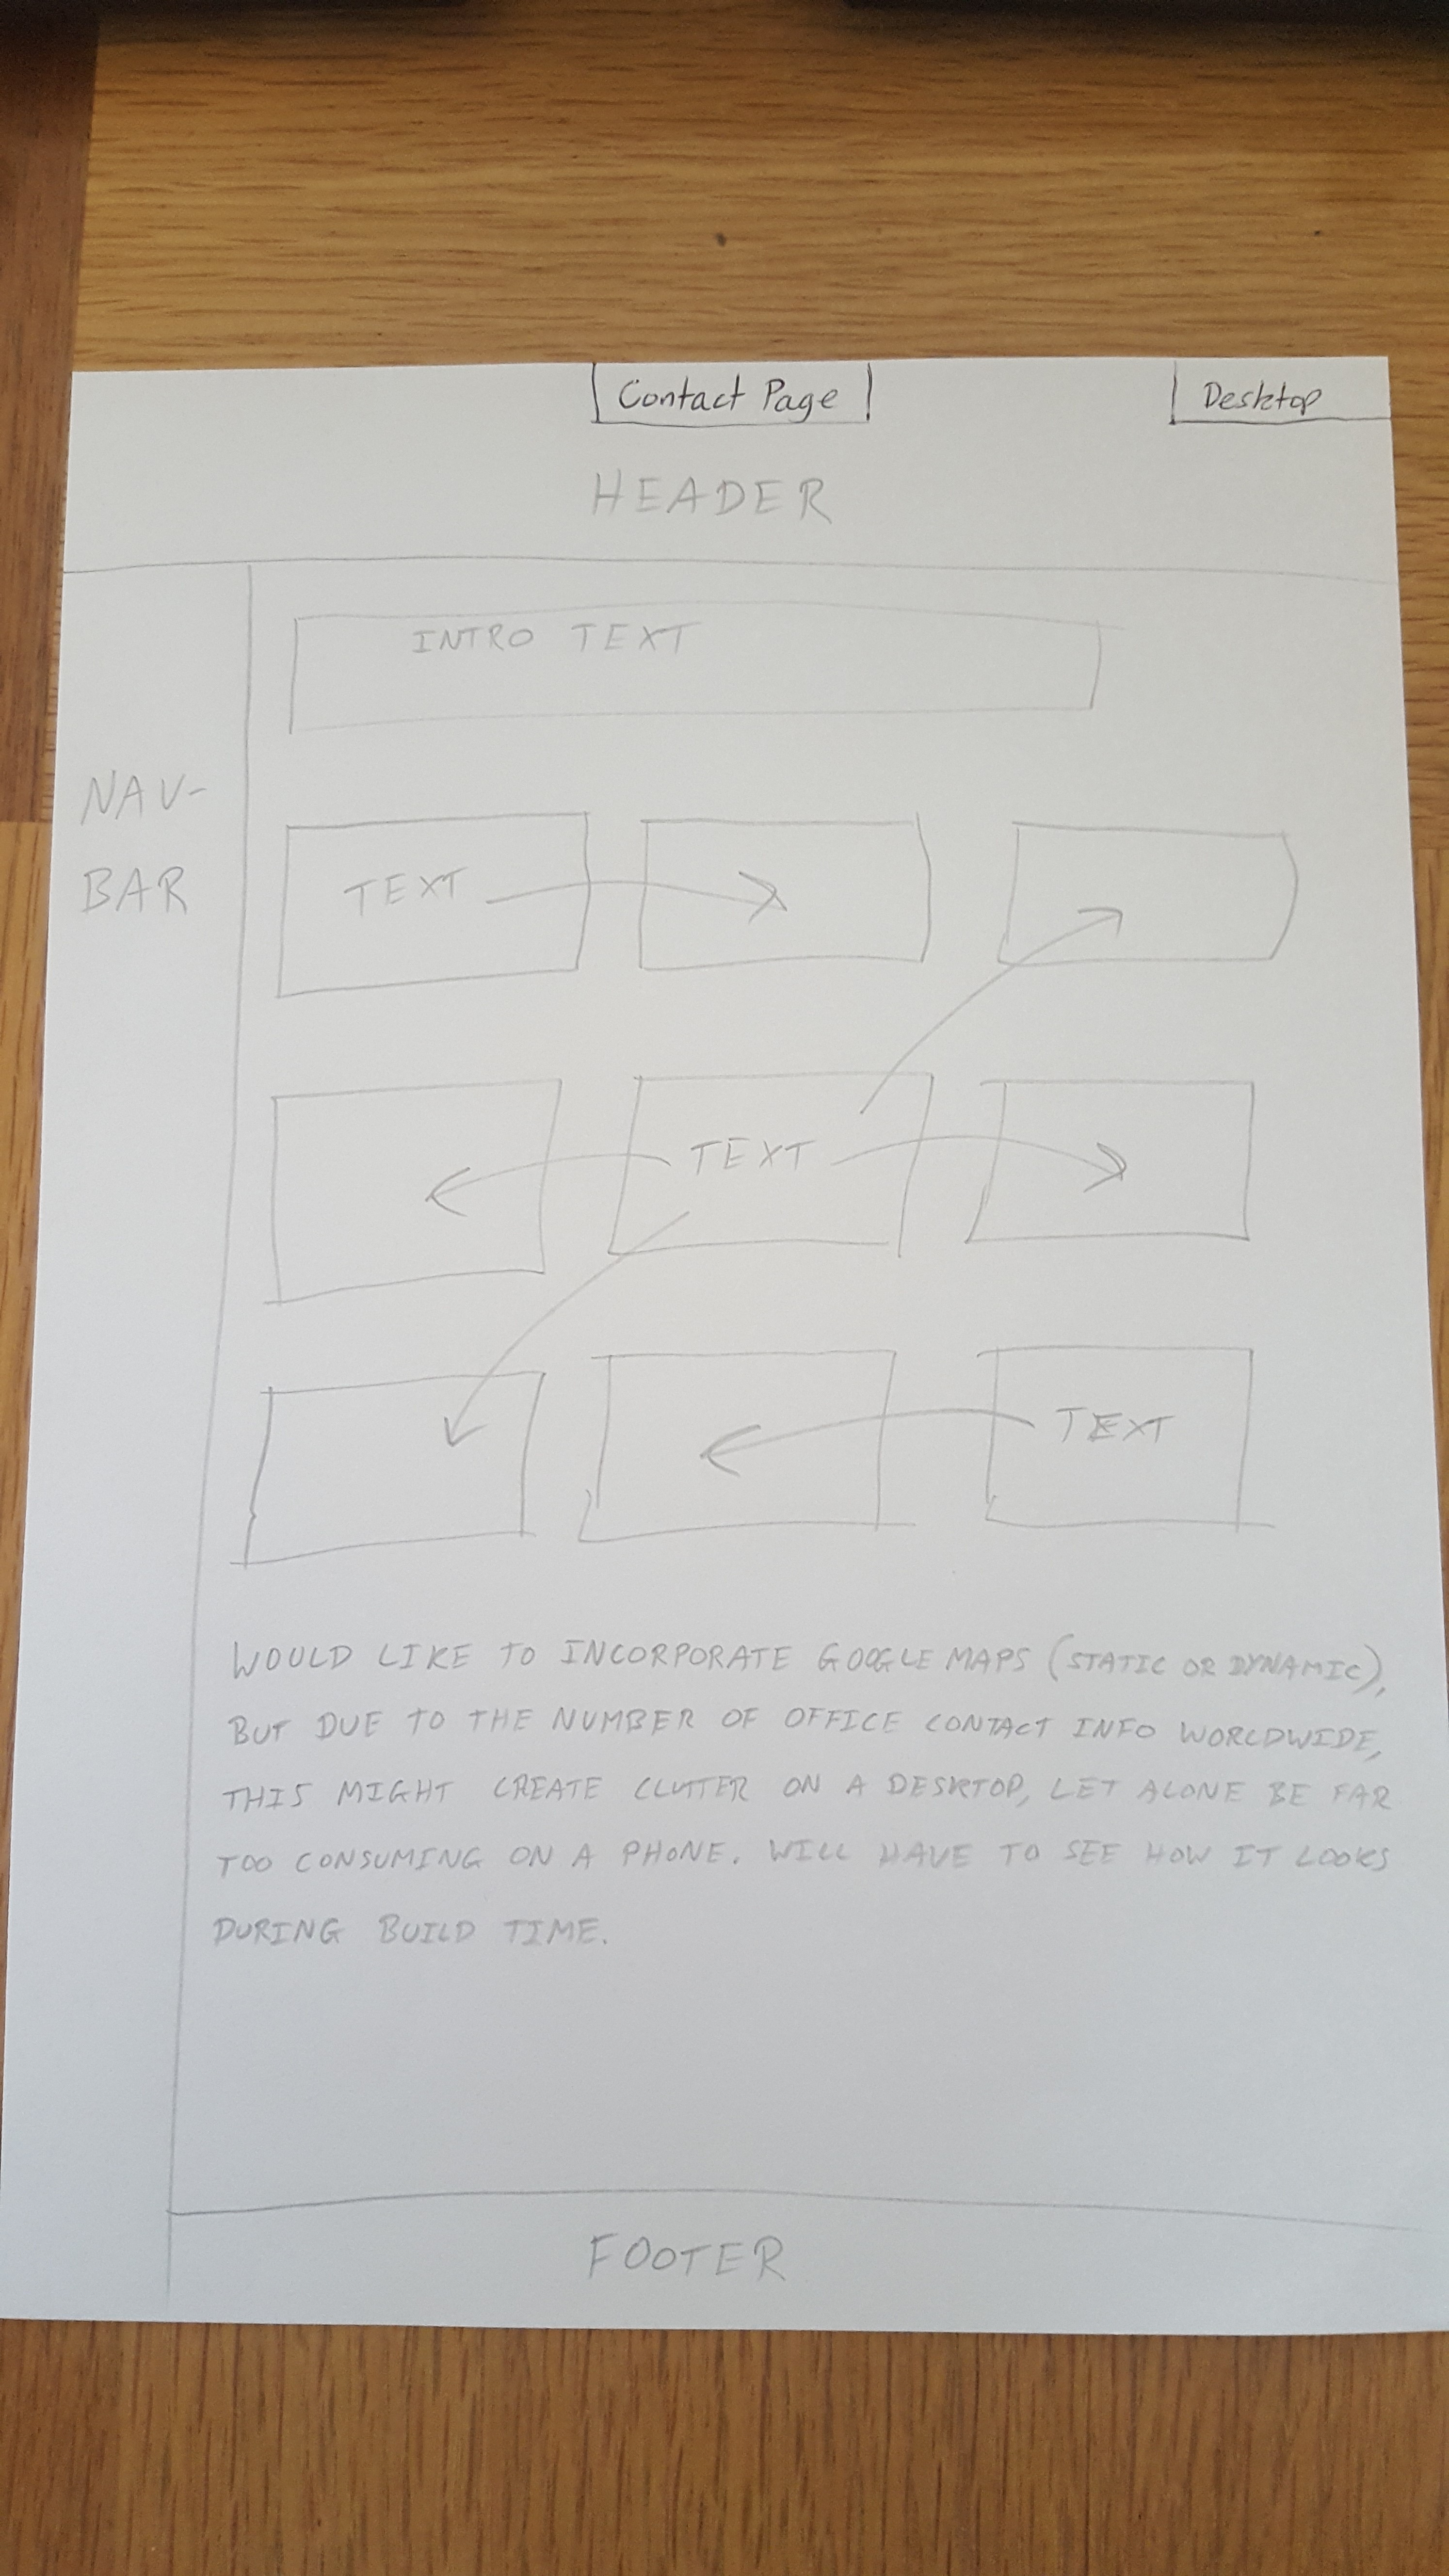 Contact Page
Desktop
HEADER
INTRO TEXT
NAV-
BAR
TEXT
TEXT
TEXT
WOULD LIKE TO INCORPORATE GOOGLE MAPS (STATIC OR DYNAMIC),
BUT DUE TO THE NUMBER OF OFFICE CONTACT INFO WORLDWIDE,
THIS MIGHT CREATE CLUTTER ON A DESKTOP, LET ALONE BE FAR
TOO CONSUMING ON A PHONE. WILL HAVE TO SEE HOW IT LOOKS
DURING BUILD TIME.
FOOTER